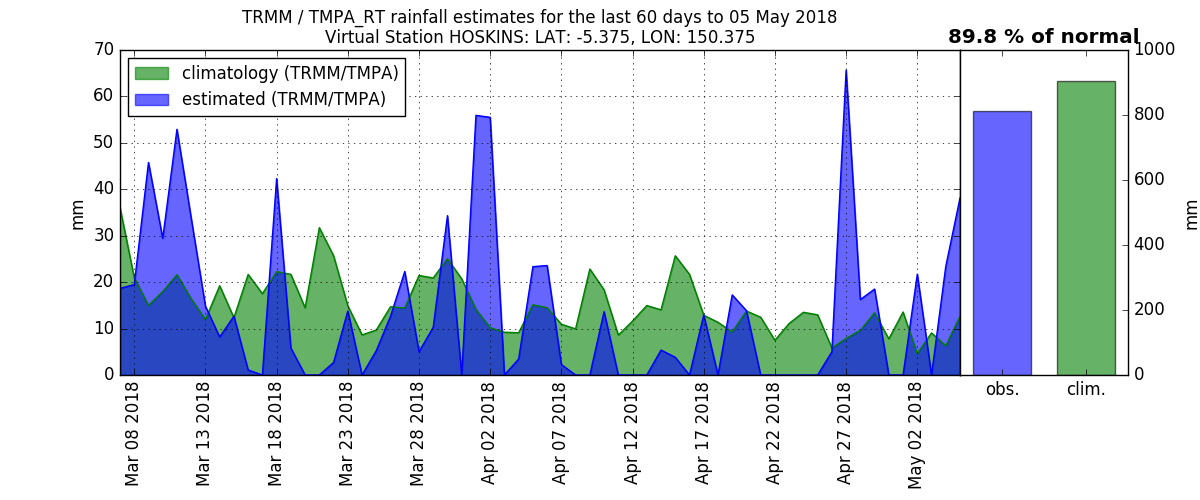 TRMM / TMPA_RT rainfall estimates for the last 60 days to 05 May 2018
Virtual Station HOSKINS: LAT: -5.375, LON: 150.375
89.8 % of normal
climatology (TRMM/TMPA)
estimated (TRMM/TMPA)
70
60
50
40
30
20
10
0
mm
Mar 08 2018
Mar 13 2018
Mar 18 2018
Mar 23 2018
Mar 28 2018
Apr 02 2018
Apr 07 2018
Apr 12 2018
Apr 17 2018
Apr 22 2018
Apr 27 2018
May 02 2018
obs.
clim.
1000
800
600
400
200
0
mm